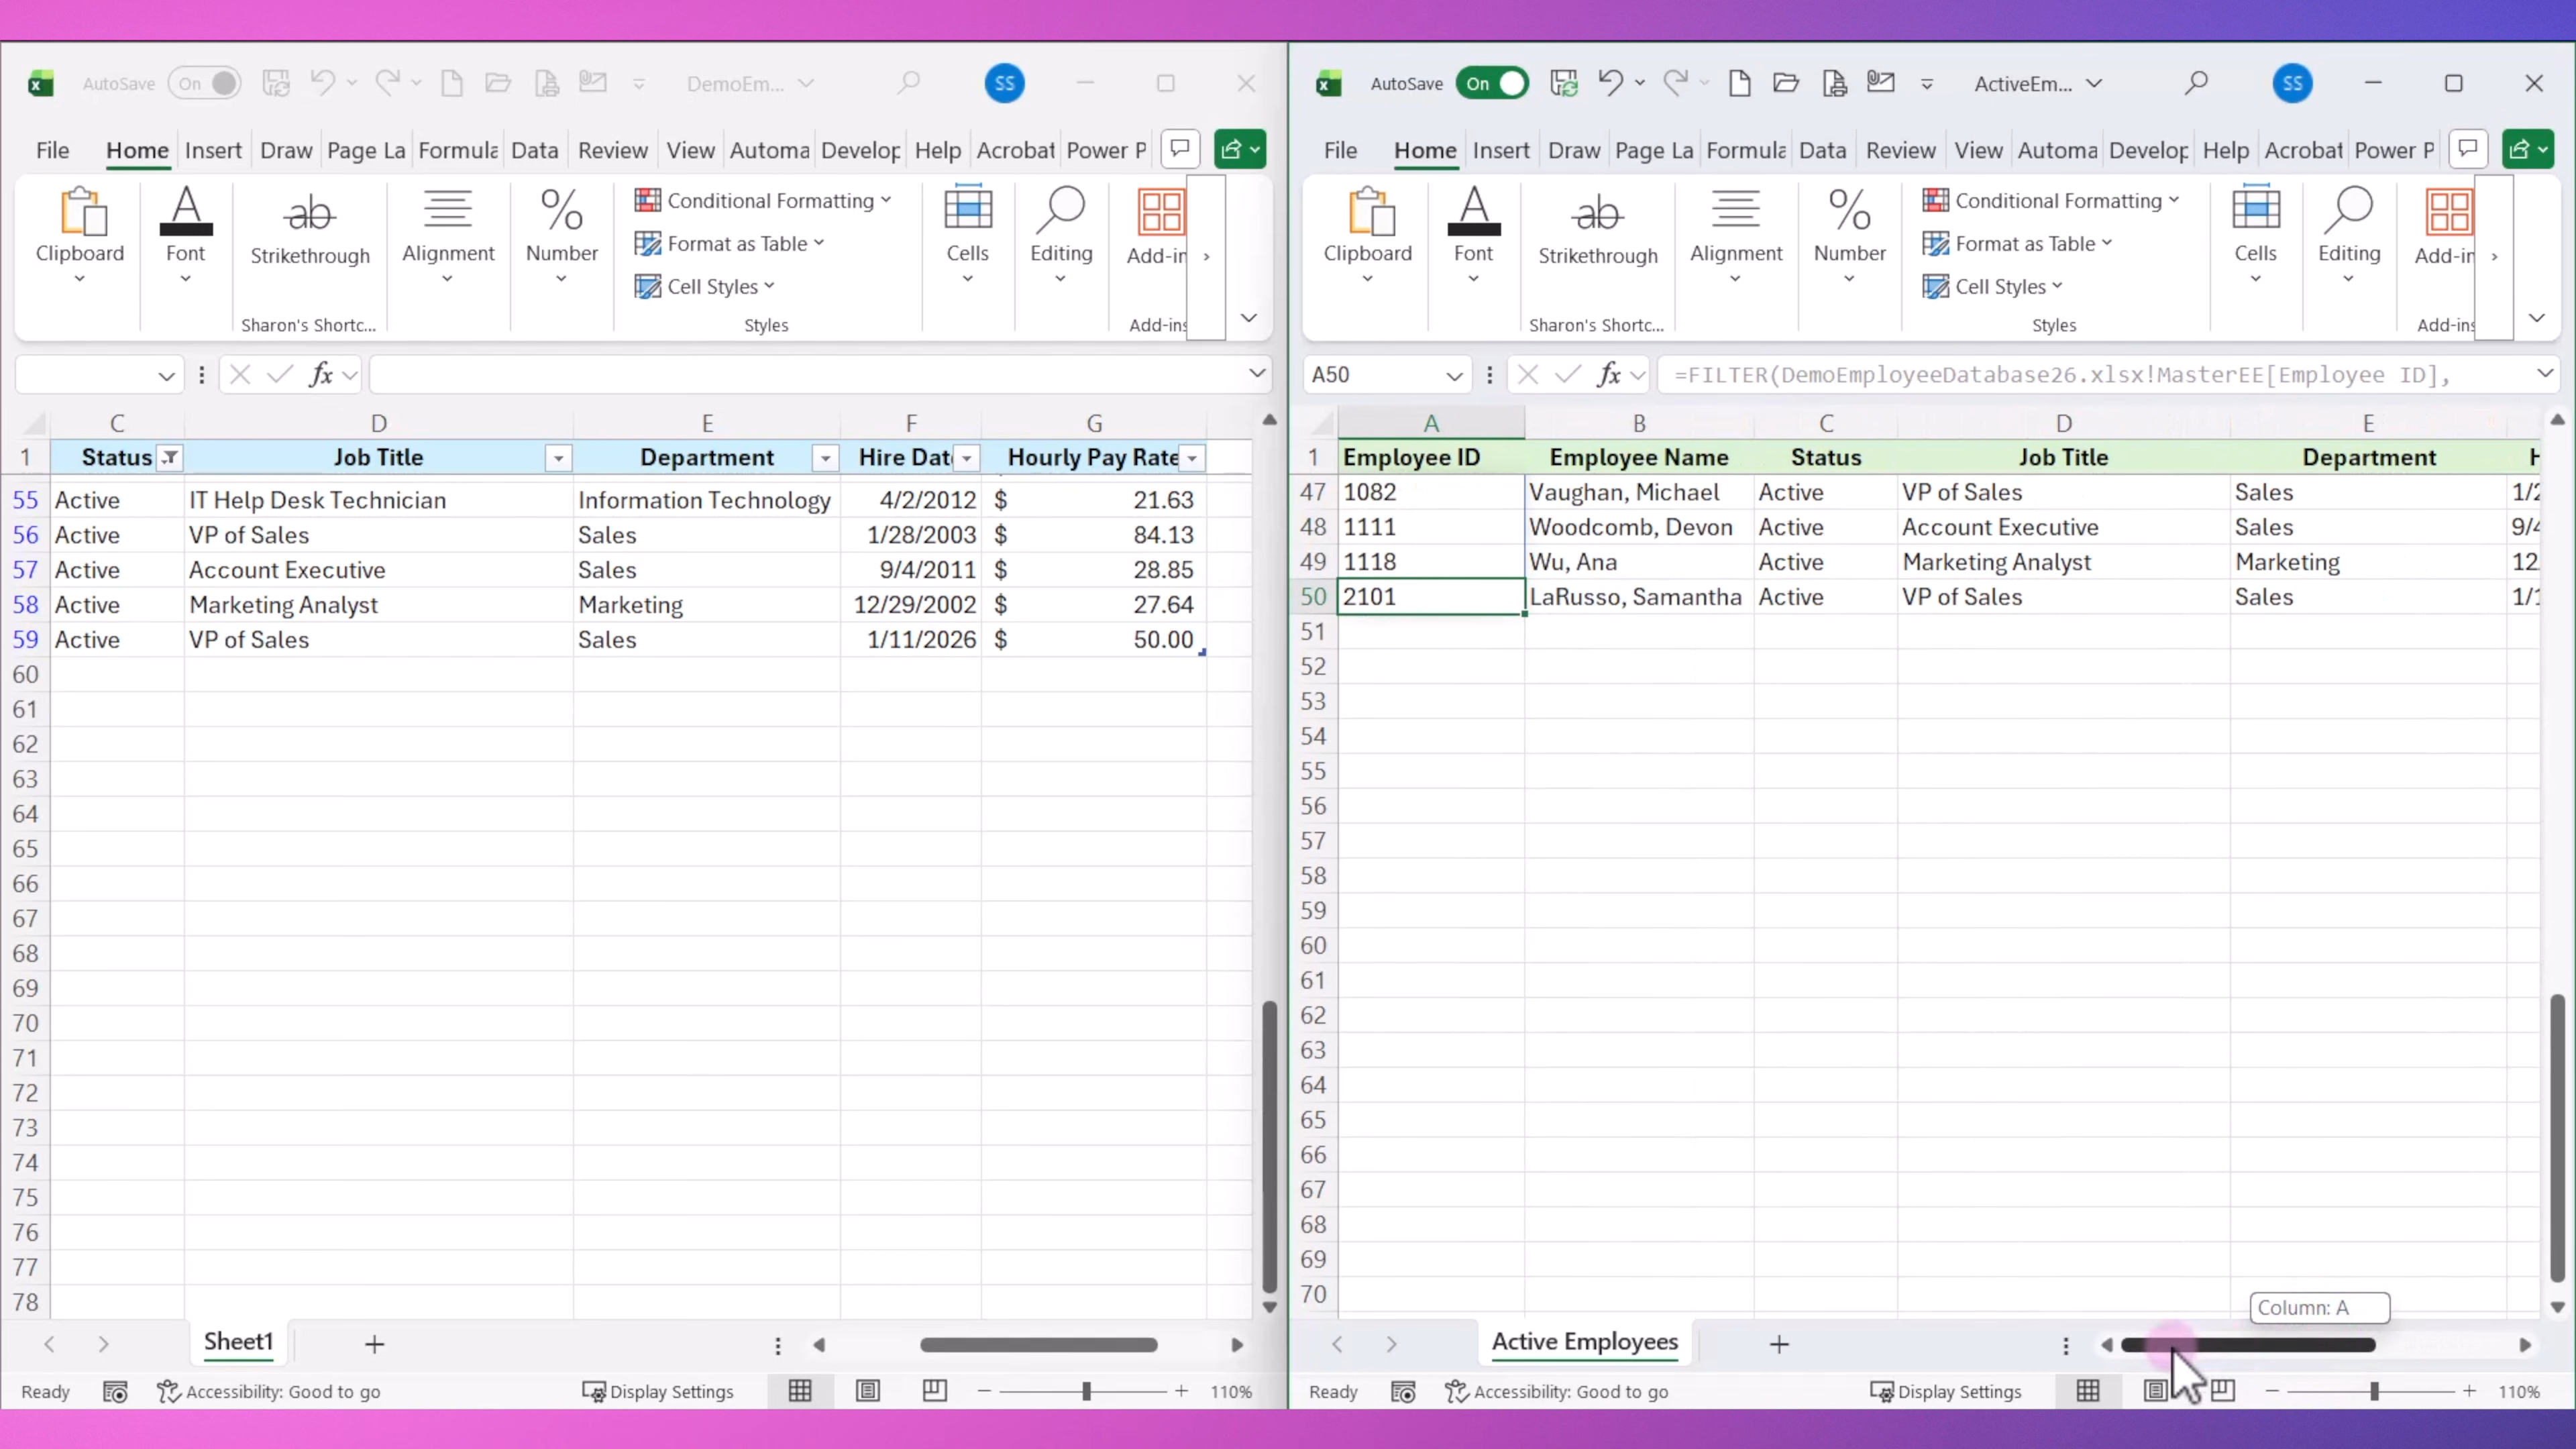 AutoSave On DemoEm... SS
File Home Insert Draw Page La Formula Data Review View Automa Develop Help Acrobat Power P
Clipboard Font Strikethrough Alignment Number Conditional Formatting Format as Table Cell Styles Cells Editing Add-in
Sharon's Shortc... Styles Add-ins
fx
C D E F G
1 Status Job Title Department Hire Dat Hourly Pay Rate
55 Active IT Help Desk Technician Information Technology 4/2/2012 $ 21.63
56 Active VP of Sales Sales 1/28/2003 $ 84.13
57 Active Account Executive Sales 9/4/2011 $ 28.85
58 Active Marketing Analyst Marketing 12/29/2002 $ 27.64
59 Active VP of Sales Sales 1/11/2026 $ 50.00
60
61
62
63
64
65
66
67
68
69
70
71
72
73
74
75
76
77
78
Sheet1
Ready Accessibility: Good to go Display Settings 110%
AutoSave On ActiveEm... SS
File Home Insert Draw Page La Formula Data Review View Automa Develop Help Acrobat Power P
Clipboard Font Strikethrough Alignment Number Conditional Formatting Format as Table Cell Styles Cells Editing Add-in
Sharon's Shortc... Styles Add-ins
A50 fx =FILTER(DemoEmployeeDatabase26.xlsx!MasterEE[Employee ID],
A B C D E
1 Employee ID Employee Name Status Job Title Department H
47 1082 Vaughan, Michael Active VP of Sales Sales 1/2
48 1111 Woodcomb, Devon Active Account Executive Sales 9/4
49 1118 Wu, Ana Active Marketing Analyst Marketing 12
50 2101 LaRusso, Samantha Active VP of Sales Sales 1/1
51
52
53
54
55
56
57
58
59
60
61
62
63
64
65
66
67
68
69
70
Column: A
Active Employees
Ready Accessibility: Good to go Display Settings 110%